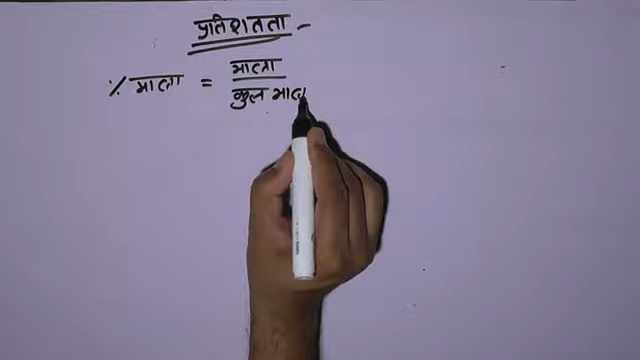 प्रतिशतता -
% मात्रा = मात्रा
कुल मात्